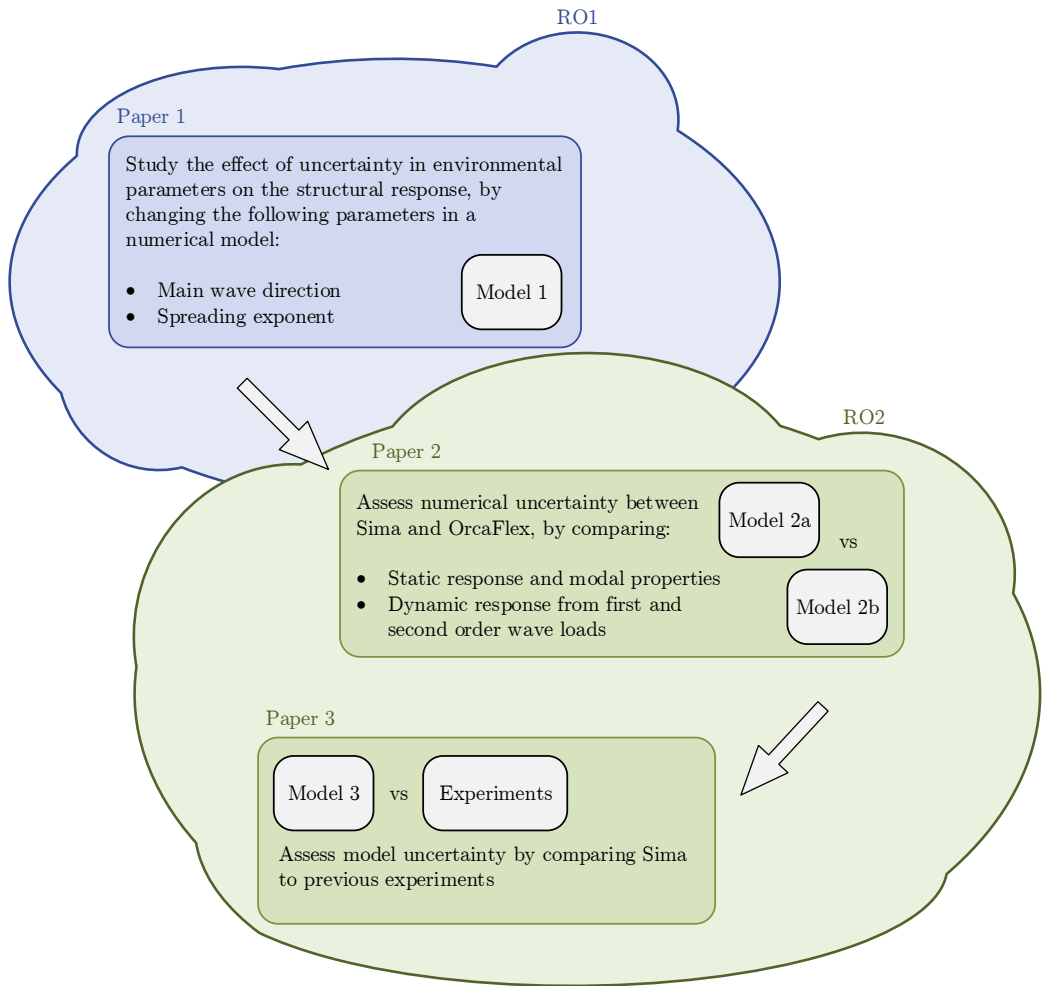 RO1
Paper 1
Study the effect of uncertainty in environmental
parameters on the structural response, by
changing the following parameters in a
numerical model:
• Main wave direction
• Spreading exponent
Model 1
RO2
Paper 2
Assess numerical uncertainty between
Sima and OrcaFlex, by comparing:
• Static response and modal properties
• Dynamic response from first and
second order wave loads
Model 2a
vs
Model 2b
Paper 3
Model 3 vs Experiments
Assess model uncertainty by comparing Sima
to previous experiments